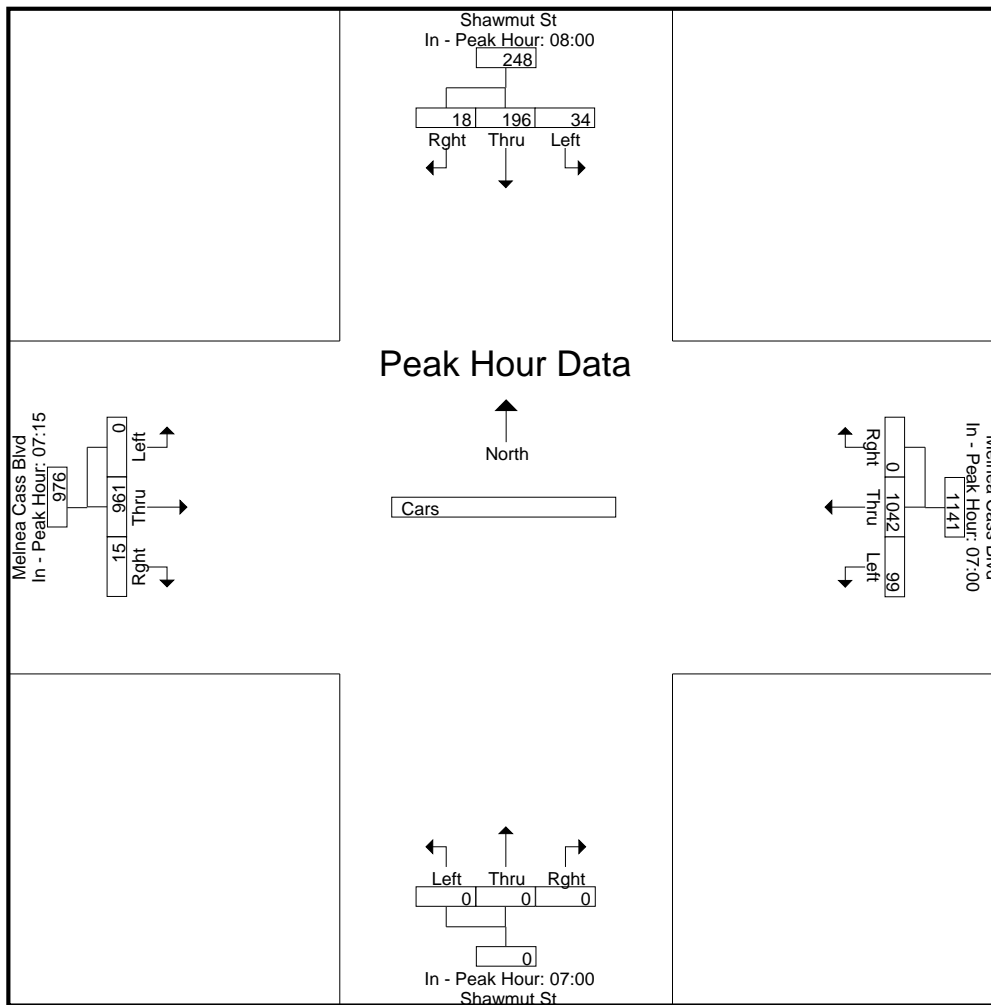 Shawmut St
In - Peak Hour: 08:00
248
18 196 34
Rght Thru Left
Peak Hour Data
North
Cars
Melnea Cass Blvd
In - Peak Hour: 07:15
976
0 961 15
Left Thru Rght
Melnea Cass Blvd
In - Peak Hour: 07:00
1141
0 1042 99
Rght Thru Left
Left Thru Rght
0 0 0
0
In - Peak Hour: 07:00
Shawmut St